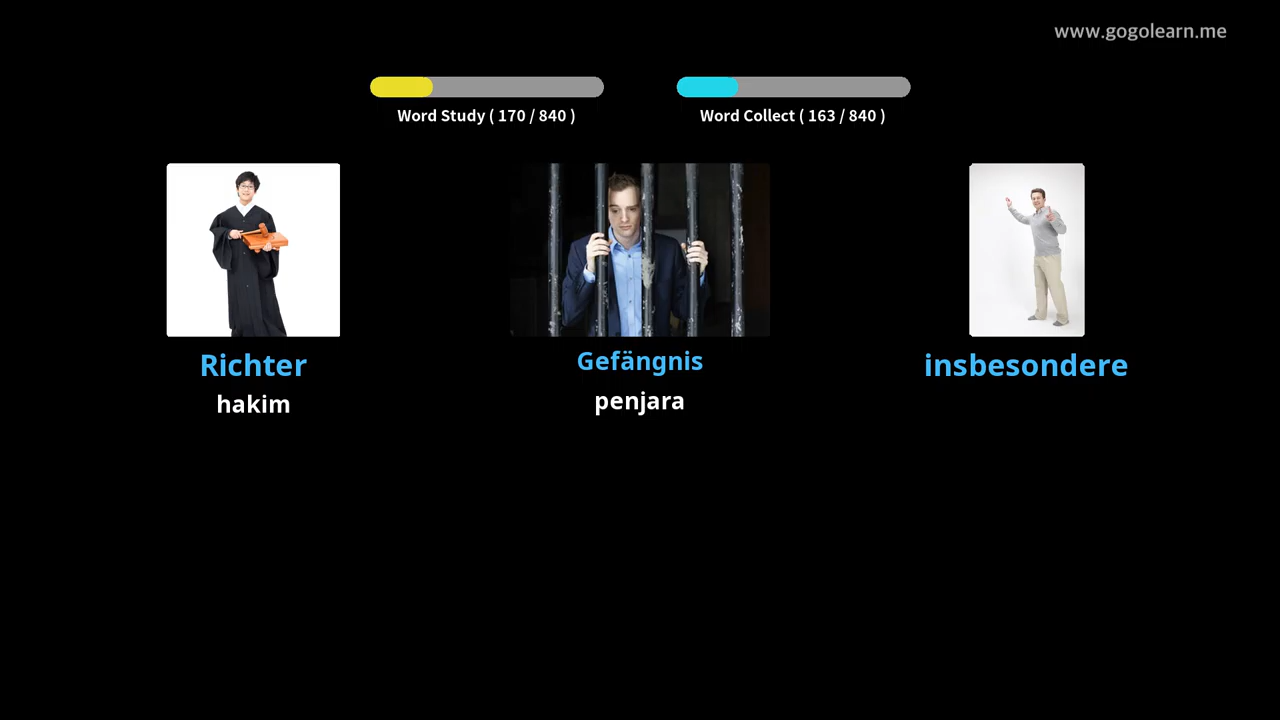 www.gogolearn.me
Word Study ( 170 / 840 )
Word Collect ( 163 / 840 )
Richter
hakim
Gefängnis
penjara
insbesondere